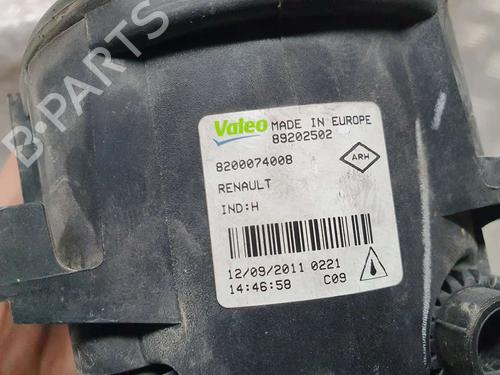 Valeo MADE IN EUROPE
89202502
8200074008
ARH
RENAULT
IND:H
12/09/2011 0221
14:46:58 C09
B-PARTS